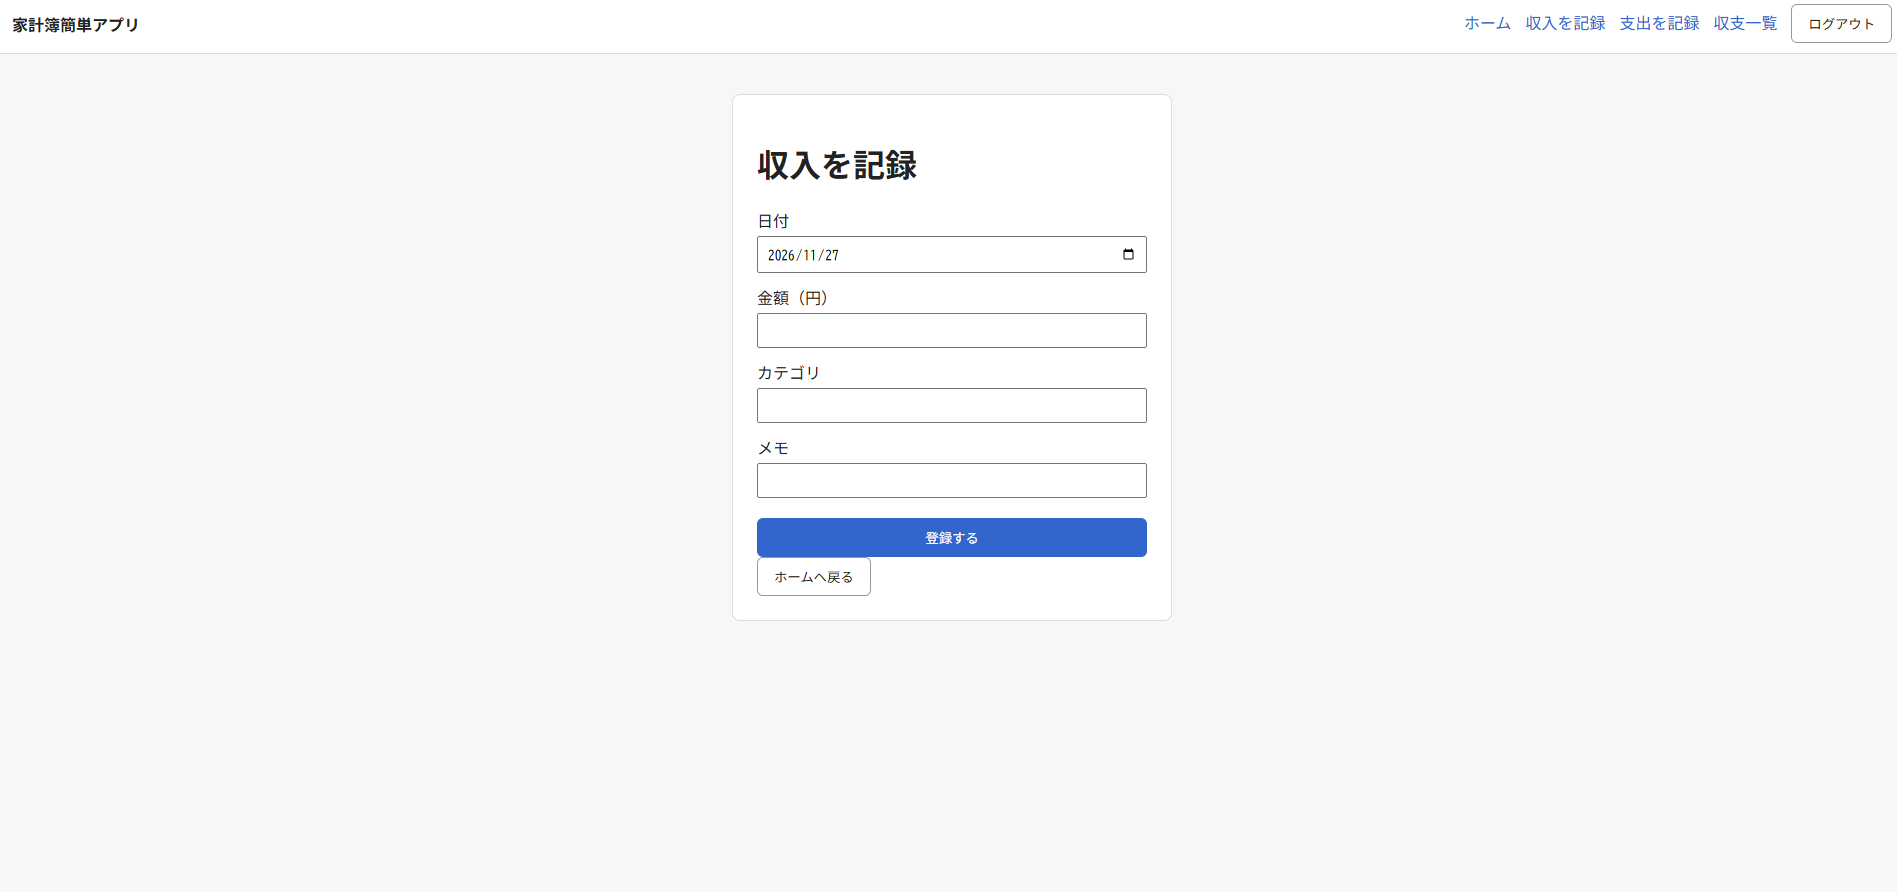 家計簿簡単アプリ
ホーム 収入を記録 支出を記録 収支一覧 ログアウト
収入を記録
日付
2026/11/27
金額（円）
カテゴリ
メモ
登録する
ホームへ戻る